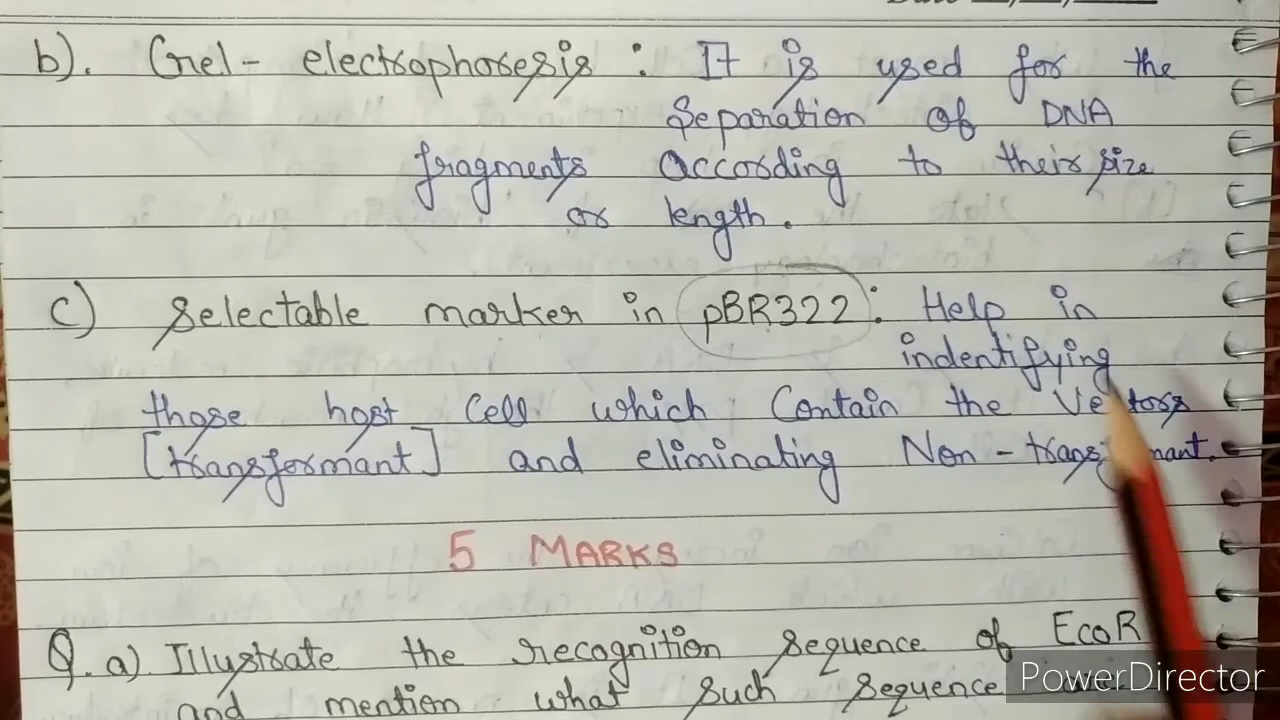 b). Gel - electrophoresis : It is used for the
Separation of DNA
fragments According to their size
or length.
c) Selectable marker in pBR322 : Help in
indentifying
those host Cell which Contain the Vectors
[transformant] and eliminating Non - transformant.
5 MARKS
Q. a) Illustrate the recognition sequence of EcoR
and mention what such sequence
PowerDirector